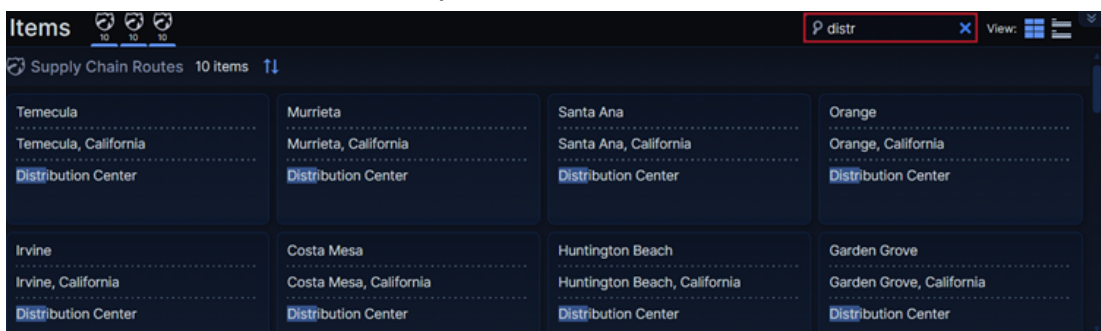 Items 10 10 10 distr View:
Supply Chain Routes 10 items
Temecula Murrieta Santa Ana Orange
Temecula, California Murrieta, California Santa Ana, California Orange, California
Distribution Center Distribution Center Distribution Center Distribution Center
Irvine Costa Mesa Huntington Beach Garden Grove
Irvine, California Costa Mesa, California Huntington Beach, California Garden Grove, California
Distribution Center Distribution Center Distribution Center Distribution Center